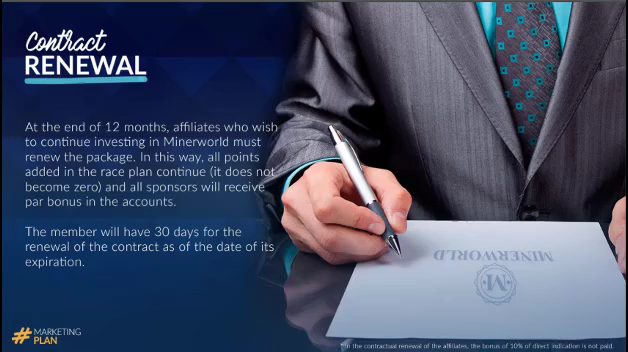 Contract
RENEWAL
At the end of 12 months, affiliates who wish
to continue investing in Minerworld must
renew the package. In this way, all points
added in the race plan continue (it does not
become zero) and all sponsors will receive
par bonus in the accounts.
The member will have 30 days for the
renewal of the contract as of the date of its
expiration.
MINERWORLD
M
# MARKETING
PLAN
*In the contractual renewal of the affiliates, the bonus of 10% of direct indication is not paid.